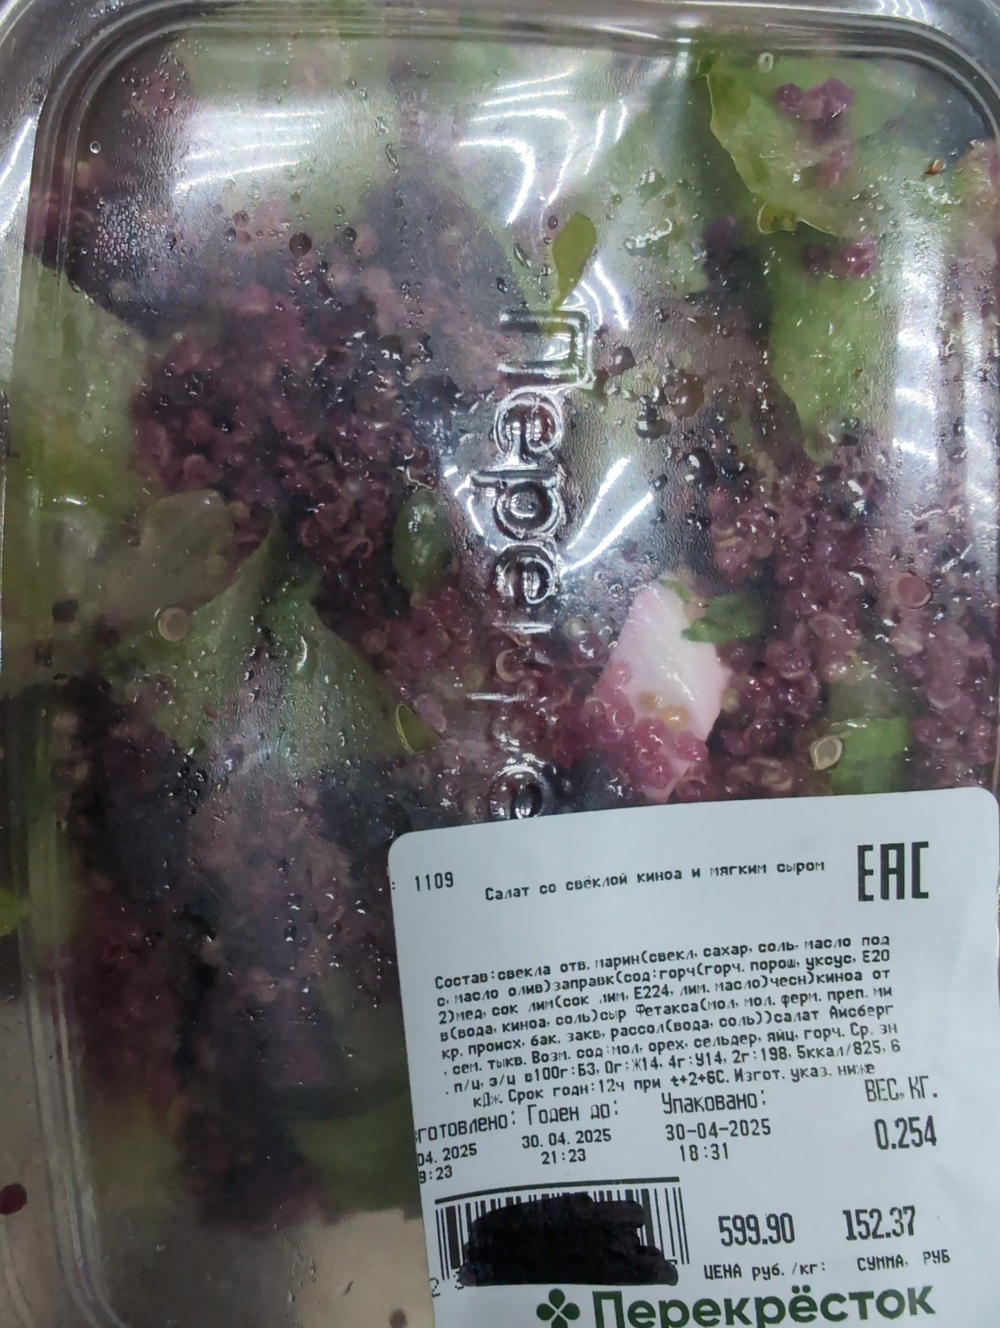 Перекрёсто
: 1109 Салат со свёклой киноа и мягким сыром EAC
Состав:свекла отв. марин(свекл, сахар, соль, масло под
с, масло олив)заправк(сод:горч(горч. порош, уксус, Е20
2)мед, сок лим(сок лим, Е224, лим. масло)чесн)киноа от
в(вода, киноа, соль)сыр Фетакса(мол, мол. ферм. преп. ми
кр. происх, бак. закв, рассол(вода, соль))салат Айсберг
, сем. тыкв. Возм. сод:мол, орех, сельдер, яйц, горч. Ср. зн
. п/ц, э/ц в100г:Б3, 0г:Ж14, 4г:У14, 2г:198, 5ккал/825, 6
кДж. Срок годн:12ч при t+2+6С. Изгот. указ. ниже
готовлено: Годен до: Упаковано: ВЕС, КГ.
04. 2025 30. 04. 2025 30-04-2025 0.254
9:23 21:23 18:31
599.90 152.37
ЦЕНА руб. /кг: СУММА, РУБ
2
Перекрёсток